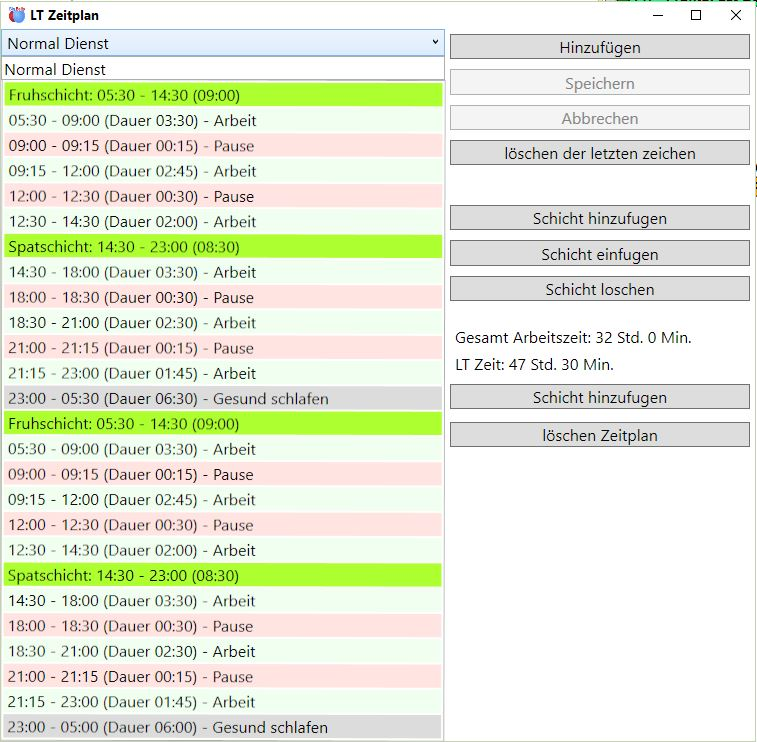 LT Zeitplan
Normal Dienst
Normal Dienst
Fruhschicht: 05:30 - 14:30 (09:00)
05:30 - 09:00 (Dauer 03:30) - Arbeit
09:00 - 09:15 (Dauer 00:15) - Pause
09:15 - 12:00 (Dauer 02:45) - Arbeit
12:00 - 12:30 (Dauer 00:30) - Pause
12:30 - 14:30 (Dauer 02:00) - Arbeit
Spatschicht: 14:30 - 23:00 (08:30)
14:30 - 18:00 (Dauer 03:30) - Arbeit
18:00 - 18:30 (Dauer 00:30) - Pause
18:30 - 21:00 (Dauer 02:30) - Arbeit
21:00 - 21:15 (Dauer 00:15) - Pause
21:15 - 23:00 (Dauer 01:45) - Arbeit
23:00 - 05:30 (Dauer 06:30) - Gesund schlafen
Fruhschicht: 05:30 - 14:30 (09:00)
05:30 - 09:00 (Dauer 03:30) - Arbeit
09:00 - 09:15 (Dauer 00:15) - Pause
09:15 - 12:00 (Dauer 02:45) - Arbeit
12:00 - 12:30 (Dauer 00:30) - Pause
12:30 - 14:30 (Dauer 02:00) - Arbeit
Spatschicht: 14:30 - 23:00 (08:30)
14:30 - 18:00 (Dauer 03:30) - Arbeit
18:00 - 18:30 (Dauer 00:30) - Pause
18:30 - 21:00 (Dauer 02:30) - Arbeit
21:00 - 21:15 (Dauer 00:15) - Pause
21:15 - 23:00 (Dauer 01:45) - Arbeit
23:00 - 05:00 (Dauer 06:00) - Gesund schlafen
Hinzufügen
Speichern
Abbrechen
löschen der letzten zeichen
Schicht hinzufugen
Schicht einfugen
Schicht loschen
Gesamt Arbeitszeit: 32 Std. 0 Min.
LT Zeit: 47 Std. 30 Min.
Schicht hinzufugen
löschen Zeitplan